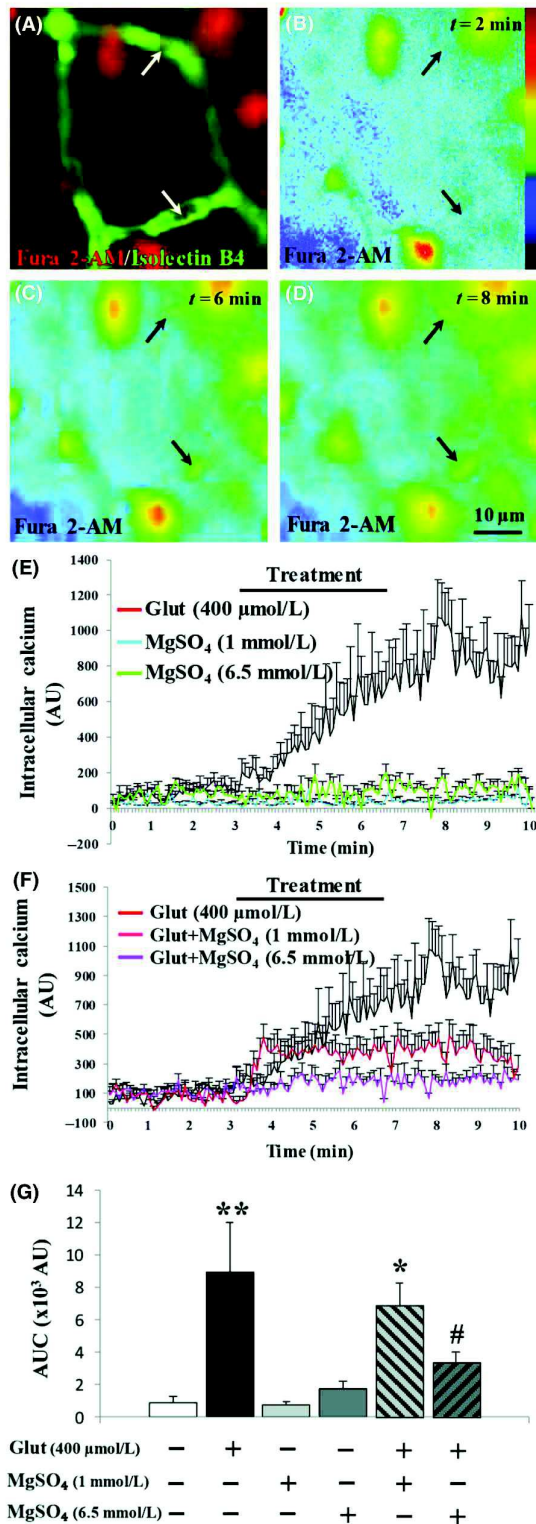 (A)
Fura 2-AM/Isolectin B4
(B)
t = 2 min
Fura 2-AM
(C)
t = 6 min
Fura 2-AM
(D)
t = 8 min
Fura 2-AM
10 µm
(E)
Treatment
Glut (400 µmol/L)
MgSO₄ (1 mmol/L)
MgSO₄ (6.5 mmol/L)
Intracellular calcium
(AU)
1400
1200
1000
800
600
400
200
0
−200
0 1 2 3 4 5 6 7 8 9 10
Time (min)
(F)
Treatment
Glut (400 µmol/L)
Glut+MgSO₄ (1 mmol/L)
Glut+MgSO₄ (6.5 mmol/L)
Intracellular calcium
(AU)
1500
1300
1100
900
700
500
300
100
−100
0 1 2 3 4 5 6 7 8 9 10
Time (min)
(G)
AUC (x10³ AU)
14
12
10
8
6
4
2
0
**
*
#
Glut (400 µmol/L) − + − − + +
MgSO₄ (1 mmol/L) − − + − + −
MgSO₄ (6.5 mmol/L) − − − + − +